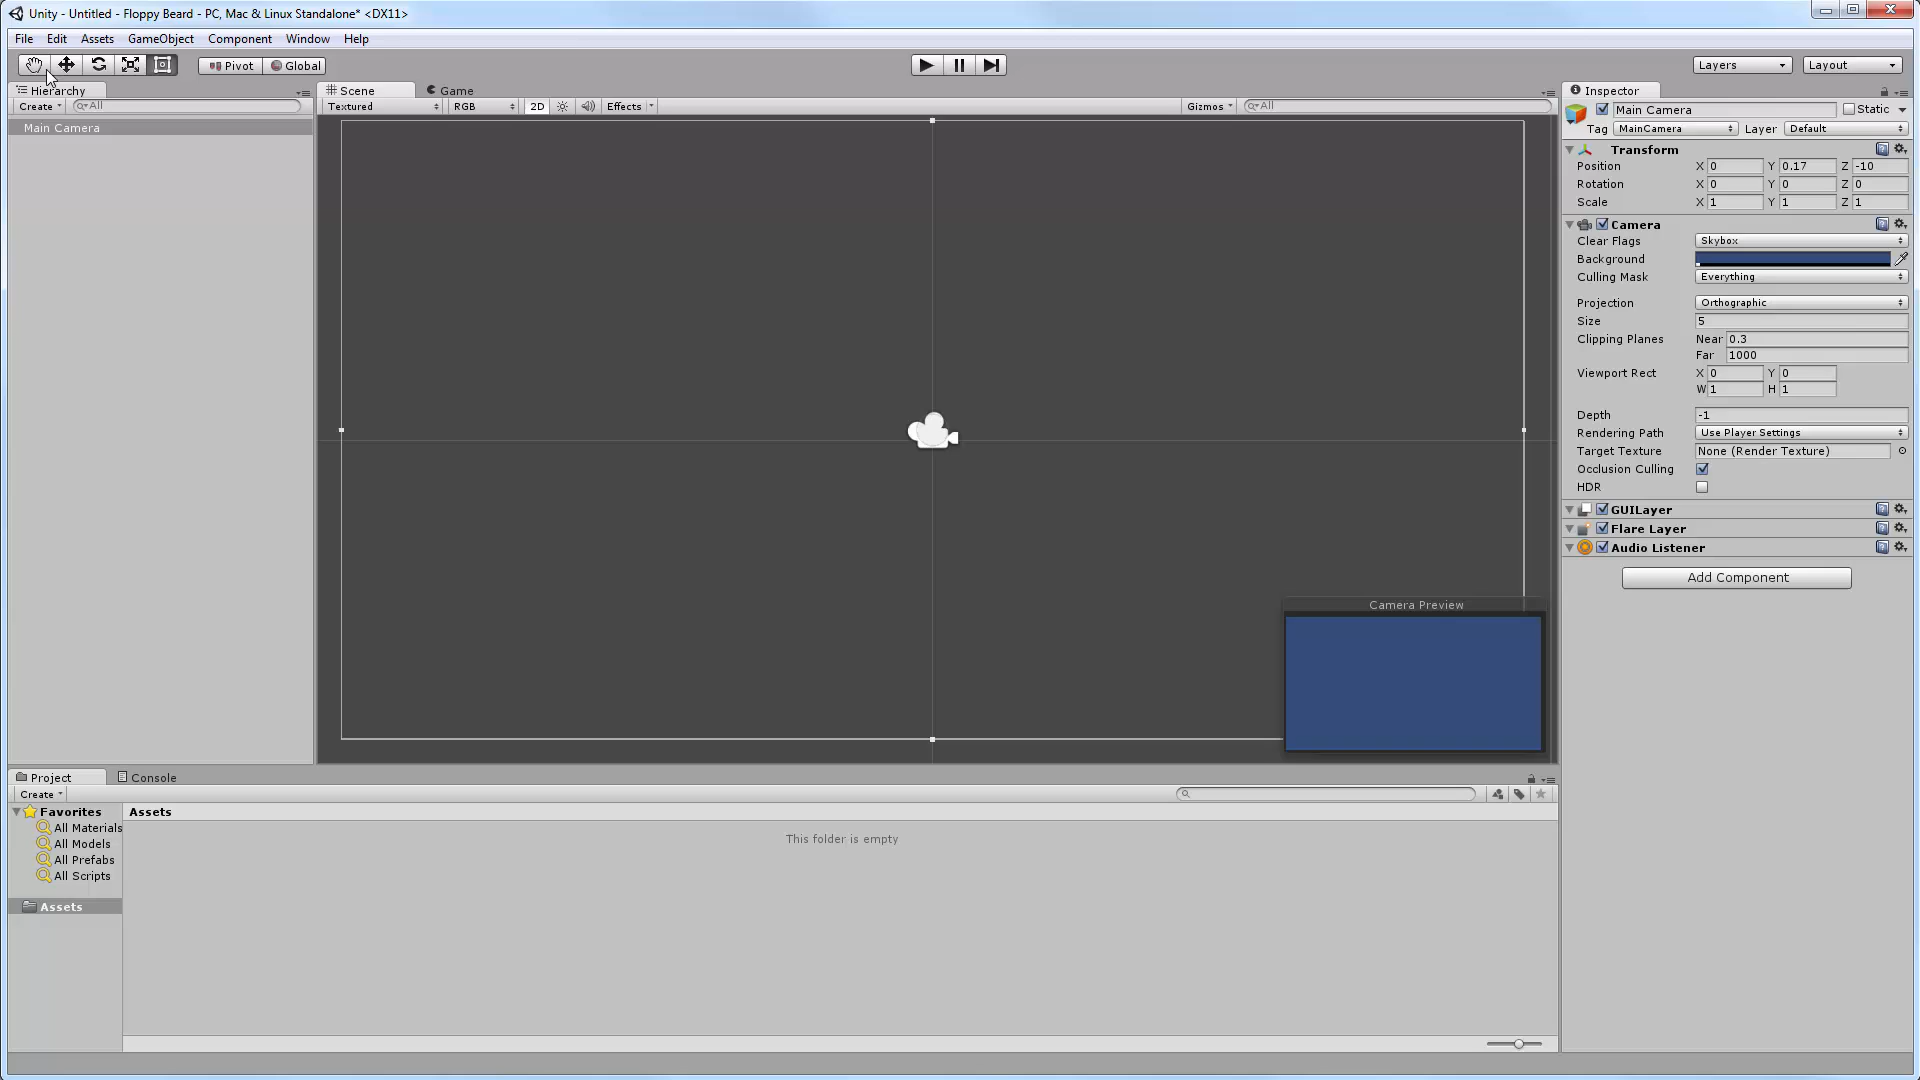 Unity - Untitled - Floppy Beard - PC, Mac & Linux Standalone* <DX11>
File Edit Assets GameObject Component Window Help
Pivot Global Layers Layout
Hierarchy
Create All
Main Camera
Scene Game
Textured RGB 2D Effects Gizmos All
Camera Preview
Inspector
Main Camera Static
Tag MainCamera Layer Default
Transform
Position X 0 Y 0.17 Z -10
Rotation X 0 Y 0 Z 0
Scale X 1 Y 1 Z 1
Camera
Clear Flags Skybox
Background
Culling Mask Everything
Projection Orthographic
Size 5
Clipping Planes Near 0.3
Far 1000
Viewport Rect X 0 Y 0
W 1 H 1
Depth -1
Rendering Path Use Player Settings
Target Texture None (Render Texture)
Occlusion Culling
HDR
GUILayer
Flare Layer
Audio Listener
Add Component
Project Console
Create
Favorites
All Materials
All Models
All Prefabs
All Scripts
Assets
Assets
This folder is empty